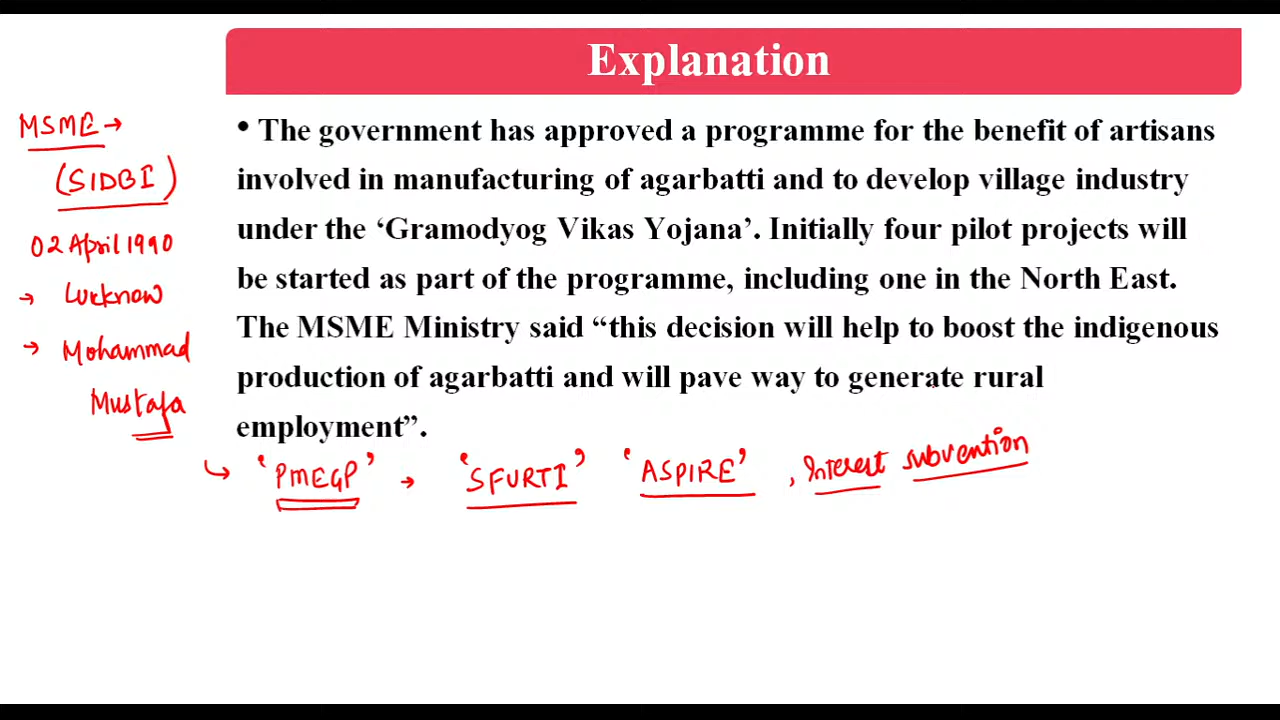 Explanation
MSME →
(SIDBI)
02 April 1990
→ Lucknow
→ Mohammad
Mustafa
• The government has approved a programme for the benefit of artisans
involved in manufacturing of agarbatti and to develop village industry
under the ‘Gramodyog Vikas Yojana’. Initially four pilot projects will
be started as part of the programme, including one in the North East.
The MSME Ministry said “this decision will help to boost the indigenous
production of agarbatti and will pave way to generate rural
employment”.
↳ ‘PMEGP’ → ‘SFURTI’ ‘ASPIRE’ , Interest subvention